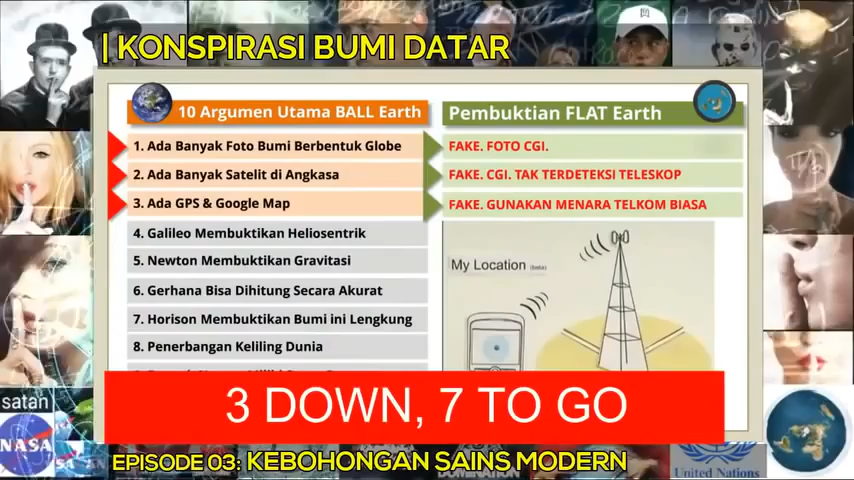 | KONSPIRASI BUMI DATAR
10 Argumen Utama BALL Earth
Pembuktian FLAT Earth
1. Ada Banyak Foto Bumi Berbentuk Globe
FAKE. FOTO CGI.
2. Ada Banyak Satelit di Angkasa
FAKE. CGI. TAK TERDETEKSI TELESKOP
3. Ada GPS & Google Map
FAKE. GUNAKAN MENARA TELKOM BIASA
4. Galileo Membuktikan Heliosentrik
5. Newton Membuktikan Gravitasi
6. Gerhana Bisa Dihitung Secara Akurat
7. Horison Membuktikan Bumi ini Lengkung
8. Penerbangan Keliling Dunia
My Location (beta)
3 DOWN, 7 TO GO
satan
NASA
EPISODE 03: KEBOHONGAN SAINS MODERN
DOMINATION
United Nations